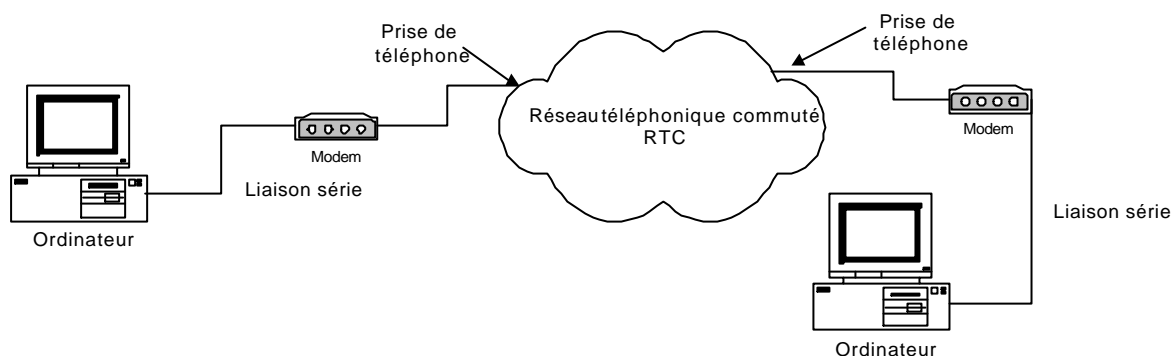 Prise de
téléphone
Prise de
téléphone
Réseau téléphonique commuté
RTC
Modem
Modem
Liaison série
Liaison série
Ordinateur
Ordinateur